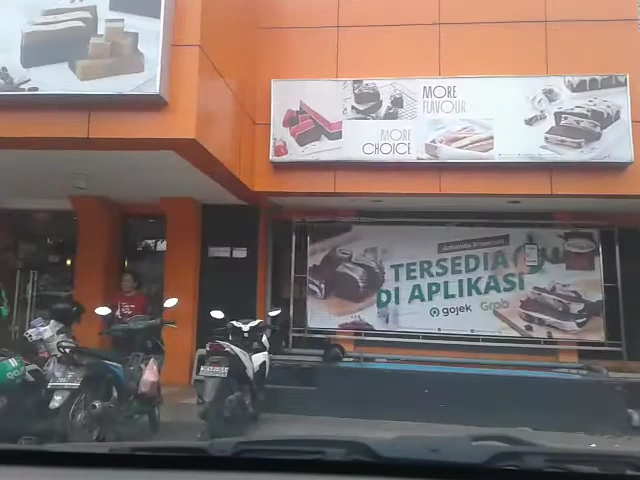 MORE
FLAVOUR
MORE
CHOICE
Amanda Brownies
TERSEDIA
DI APLIKASI
gojek Grab